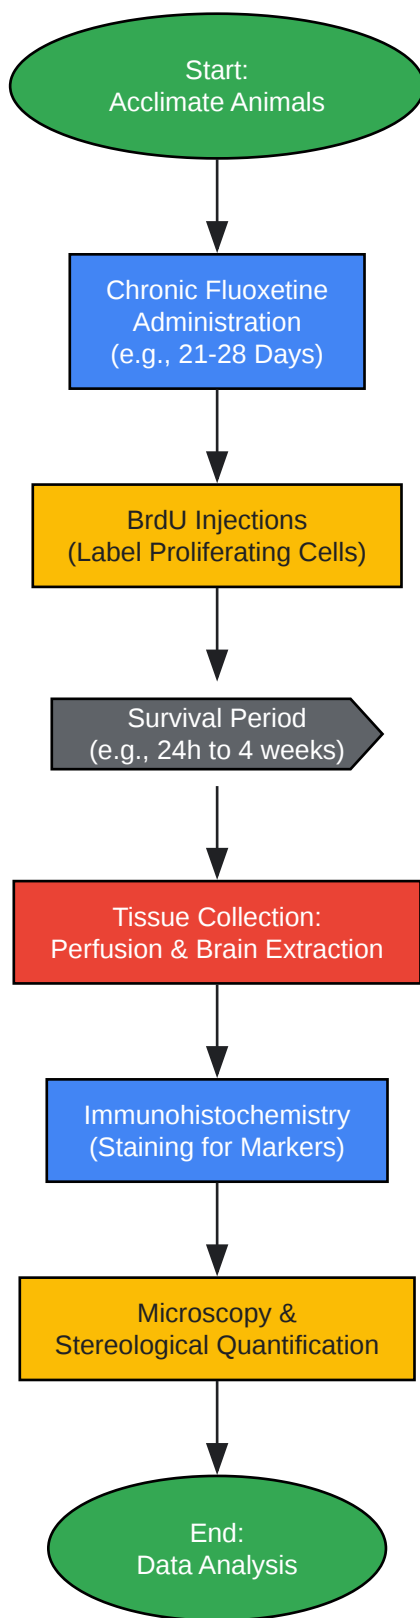 Start:
Acclimate Animals
Chronic Fluoxetine
Administration
(e.g., 21-28 Days)
BrdU Injections
(Label Proliferating Cells)
Survival Period
(e.g., 24h to 4 weeks)
Tissue Collection:
Perfusion & Brain Extraction
Immunohistochemistry
(Staining for Markers)
Microscopy &
Stereological Quantification
End:
Data Analysis